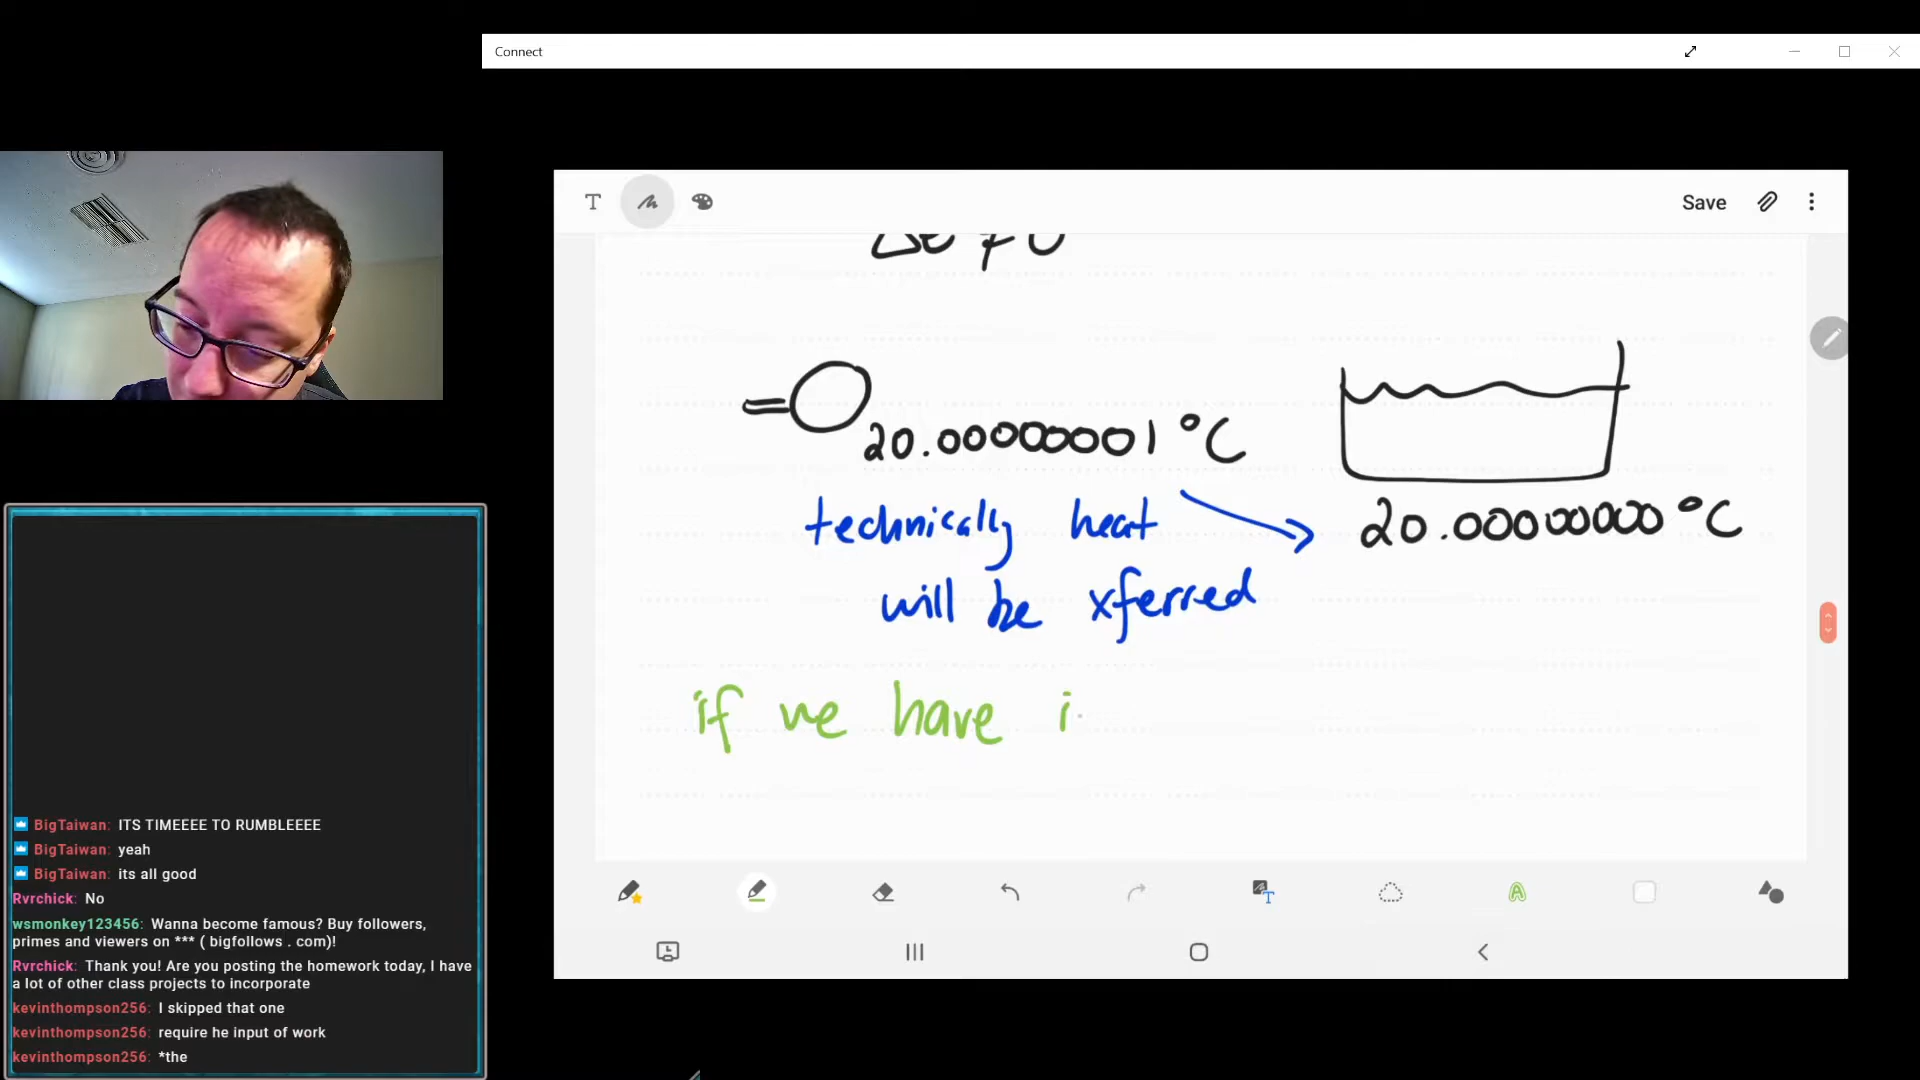 Connect
Save
20.00000001 °C
20.00000000 °C
technically heat
will be xferred
if we have i
BigTaiwan: ITS TIMEEEE TO RUMBLEEEE
BigTaiwan: yeah
BigTaiwan: its all good
Rvrchick: No
wsmonkey123456: Wanna become famous? Buy followers,
primes and viewers on *** ( bigfollows . com)!
Rvrchick: Thank you! Are you posting the homework today, I have
a lot of other class projects to incorporate
kevinthompson256: I skipped that one
kevinthompson256: require he input of work
kevinthompson256: *the